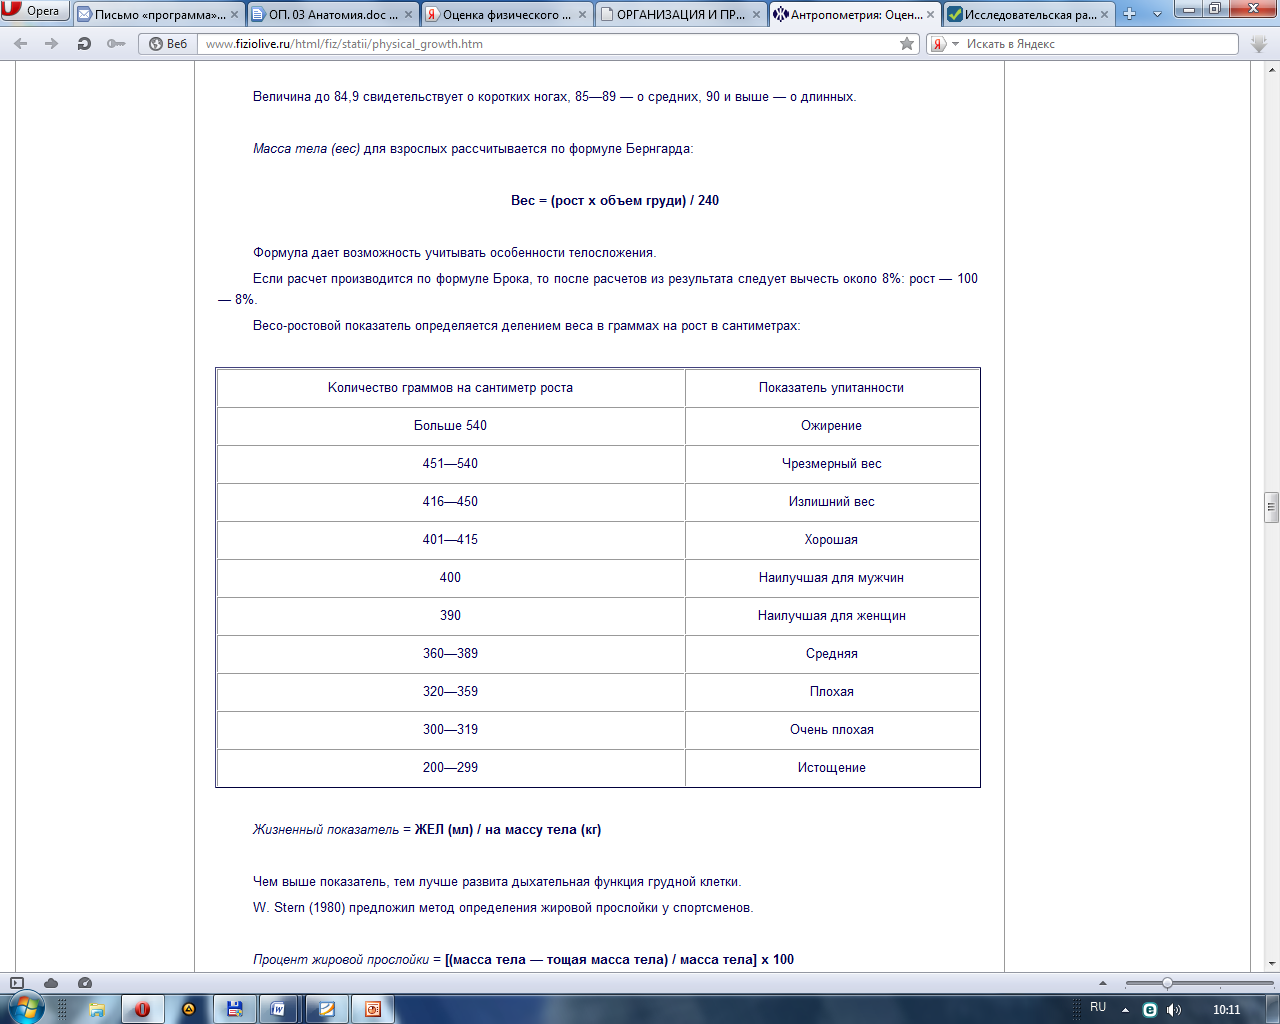 Opera
Письмо «программа»...
ОП. 03 Анатомия.doc ...
Оценка физического ...
ОРГАНИЗАЦИЯ И ПР...
Антропометрия: Оцен...
Исследовательская ра...
Веб
www.fiziolive.ru/html/fiz/statii/physical_growth.htm
Искать в Яндекс
Величина до 84,9 свидетельствует о коротких ногах, 85—89 — о средних, 90 и выше — о длинных.
Масса тела (вес) для взрослых рассчитывается по формуле Бернгарда:
Вес = (рост х объем груди) / 240
Формула дает возможность учитывать особенности телосложения.
Если расчет производится по формуле Брока, то после расчетов из результата следует вычесть около 8%: рост — 100
— 8%.
Весо-ростовой показатель определяется делением веса в граммах на рост в сантиметрах:
Количество граммов на сантиметр роста Показатель упитанности
Больше 540 Ожирение
451—540 Чрезмерный вес
416—450 Излишний вес
401—415 Хорошая
400 Наилучшая для мужчин
390 Наилучшая для женщин
360—389 Средняя
320—359 Плохая
300—319 Очень плохая
200—299 Истощение
Жизненный показатель = ЖЕЛ (мл) / на массу тела (кг)
Чем выше показатель, тем лучше развита дыхательная функция грудной клетки.
W. Stern (1980) предложил метод определения жировой прослойки у спортсменов.
Процент жировой прослойки = [(масса тела — тощая масса тела) / масса тела] х 100
RU
10:11